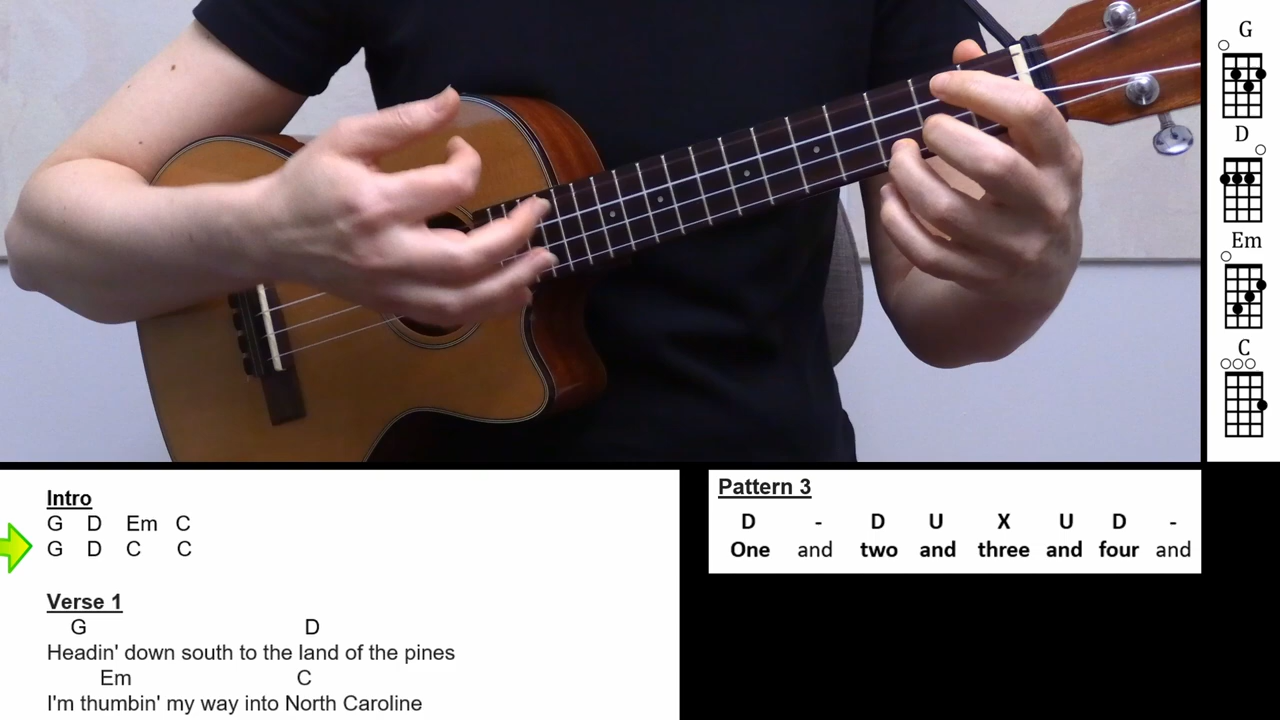 G
D
Em
C
Intro
G D Em C
G D C C
Verse 1
G D
Headin' down south to the land of the pines
Em C
I'm thumbin' my way into North Caroline
Pattern 3
D - D U X U D -
One and two and three and four and